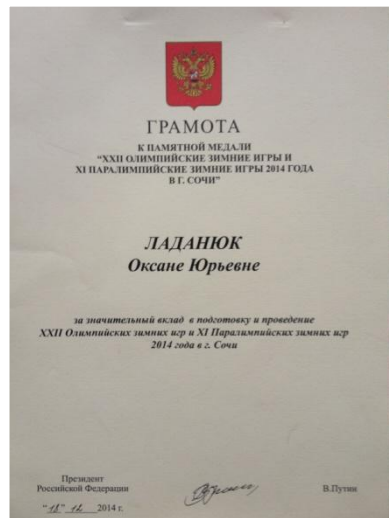 ГРАМОТА
К ПАМЯТНОЙ МЕДАЛИ
"XXII ОЛИМПИЙСКИЕ ЗИМНИЕ ИГРЫ И
XI ПАРАЛИМПИЙСКИЕ ЗИМНИЕ ИГРЫ 2014 ГОДА
В Г. СОЧИ"
ЛАДАНЮК
Оксане Юрьевне
за значительный вклад в подготовку и проведение
XXII Олимпийских зимних игр и XI Паралимпийских зимних игр
2014 года в г. Сочи
Президент
Российской Федерации
В.Путин
"18" 12 2014 г.